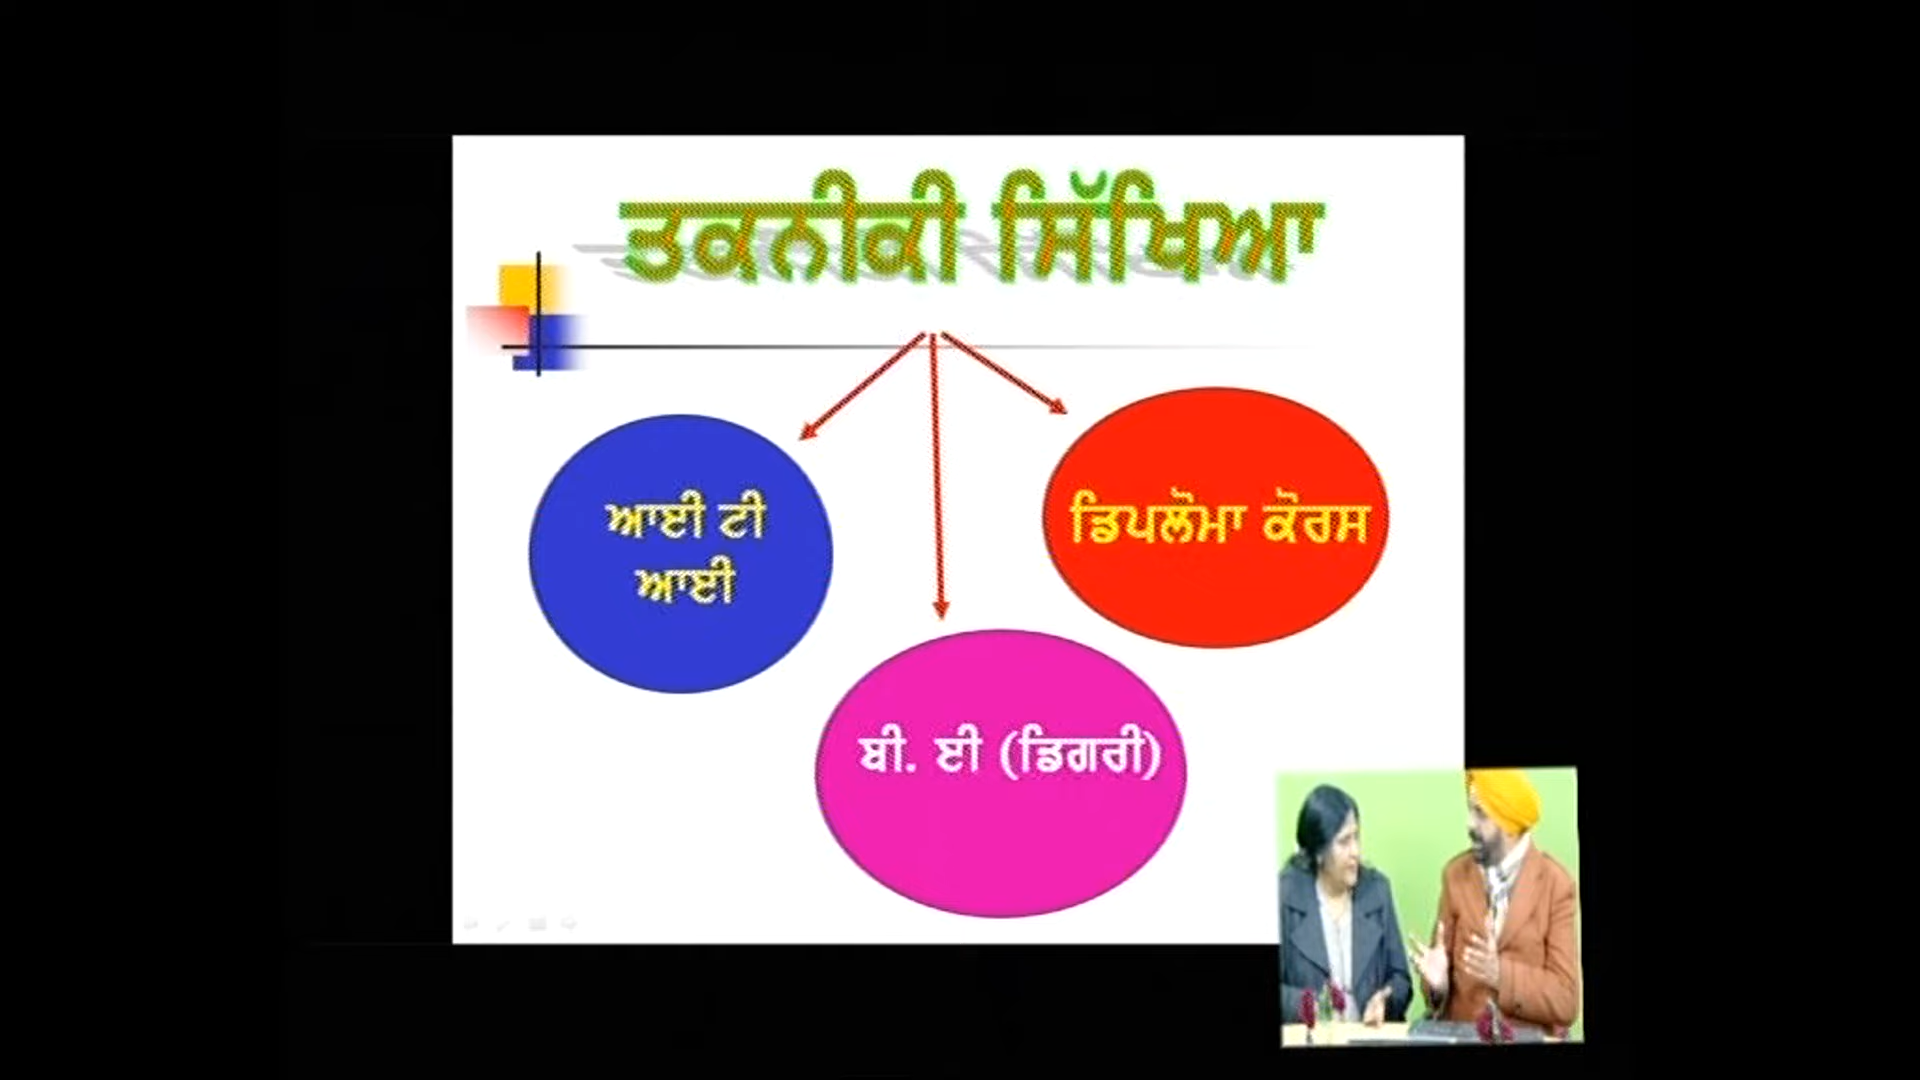 ਤਕਨੀਕੀ ਸਿੱਖਿਆ
ਆਈ ਟੀ
ਆਈ
ਡਿਪਲੌਮਾ ਕੋਰਸ
ਬੀ. ਈ (ਡਿਗਰੀ)